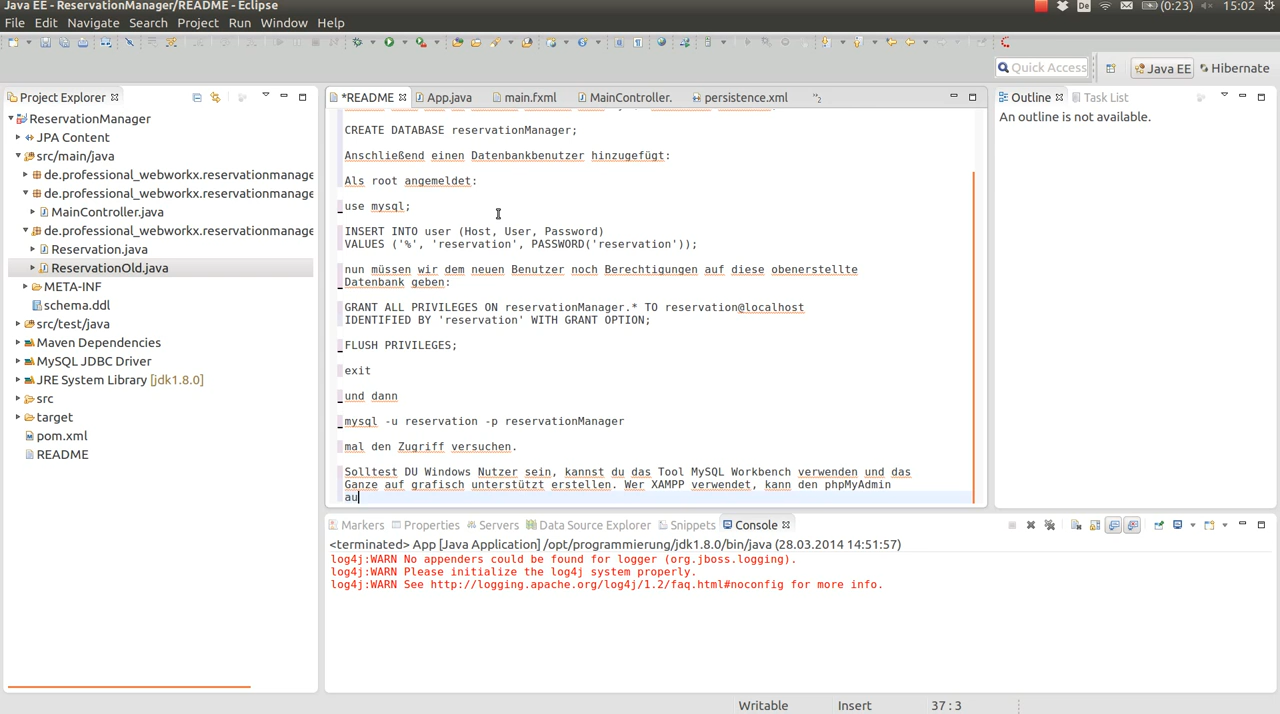 Java EE - ReservationManager/README - Eclipse
De
(0:23)
15:02
File Edit Navigate Search Project Run Window Help
Quick Access
Java EE
Hibernate
Project Explorer
*README
App.java
main.fxml
MainController.
persistence.xml
»2
Outline
Task List
An outline is not available.
ReservationManager
JPA Content
src/main/java
de.professional_webworkx.reservationmanage
de.professional_webworkx.reservationmanage
MainController.java
de.professional_webworkx.reservationmanage
Reservation.java
ReservationOld.java
META-INF
schema.ddl
src/test/java
Maven Dependencies
MySQL JDBC Driver
JRE System Library [jdk1.8.0]
src
target
pom.xml
README
CREATE DATABASE reservationManager;
Anschließend einen Datenbankbenutzer hinzugefügt:
Als root angemeldet:
use mysql;
INSERT INTO user (Host, User, Password)
VALUES ('%', 'reservation', PASSWORD('reservation'));
nun müssen wir dem neuen Benutzer noch Berechtigungen auf diese obenerstellte
Datenbank geben:
GRANT ALL PRIVILEGES ON reservationManager.* TO reservation@localhost
IDENTIFIED BY 'reservation' WITH GRANT OPTION;
FLUSH PRIVILEGES;
exit
und dann
mysql -u reservation -p reservationManager
mal den Zugriff versuchen.
Solltest DU Windows Nutzer sein, kannst du das Tool MySQL Workbench verwenden und das
Ganze auf grafisch unterstützt erstellen. Wer XAMPP verwendet, kann den phpMyAdmin
au
Markers
Properties
Servers
Data Source Explorer
Snippets
Console
<terminated> App [Java Application] /opt/programmierung/jdk1.8.0/bin/java (28.03.2014 14:51:57)
log4j:WARN No appenders could be found for logger (org.jboss.logging).
log4j:WARN Please initialize the log4j system properly.
log4j:WARN See http://logging.apache.org/log4j/1.2/faq.html#noconfig for more info.
Writable
Insert
37 : 3